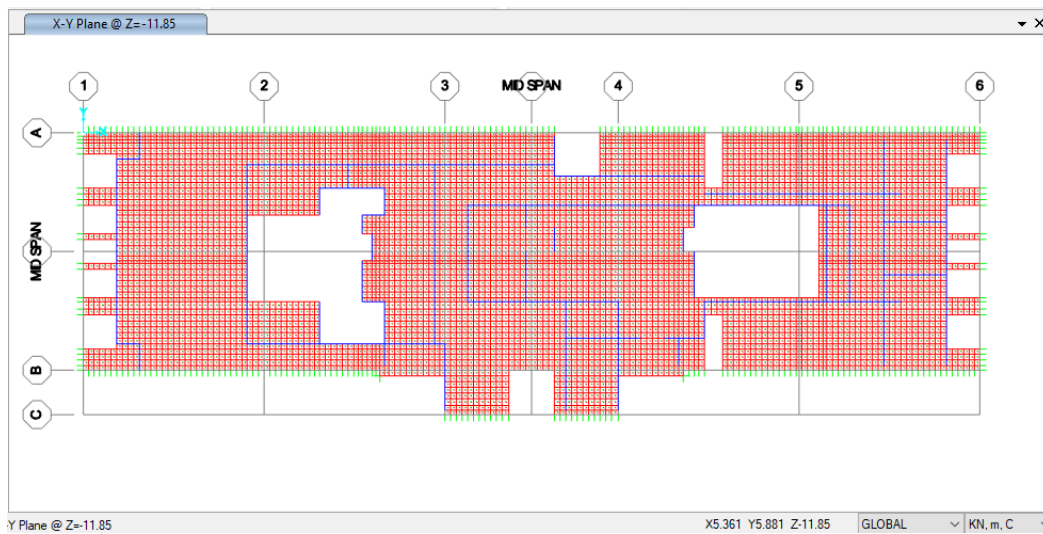 X-Y Plane @ Z=-11.85
1 2 3 MID SPAN 4 5 6
Y
X
A
MID SPAN
B
C
-Y Plane @ Z=-11.85 X5.361 Y5.881 Z-11.85 GLOBAL KN, m, C